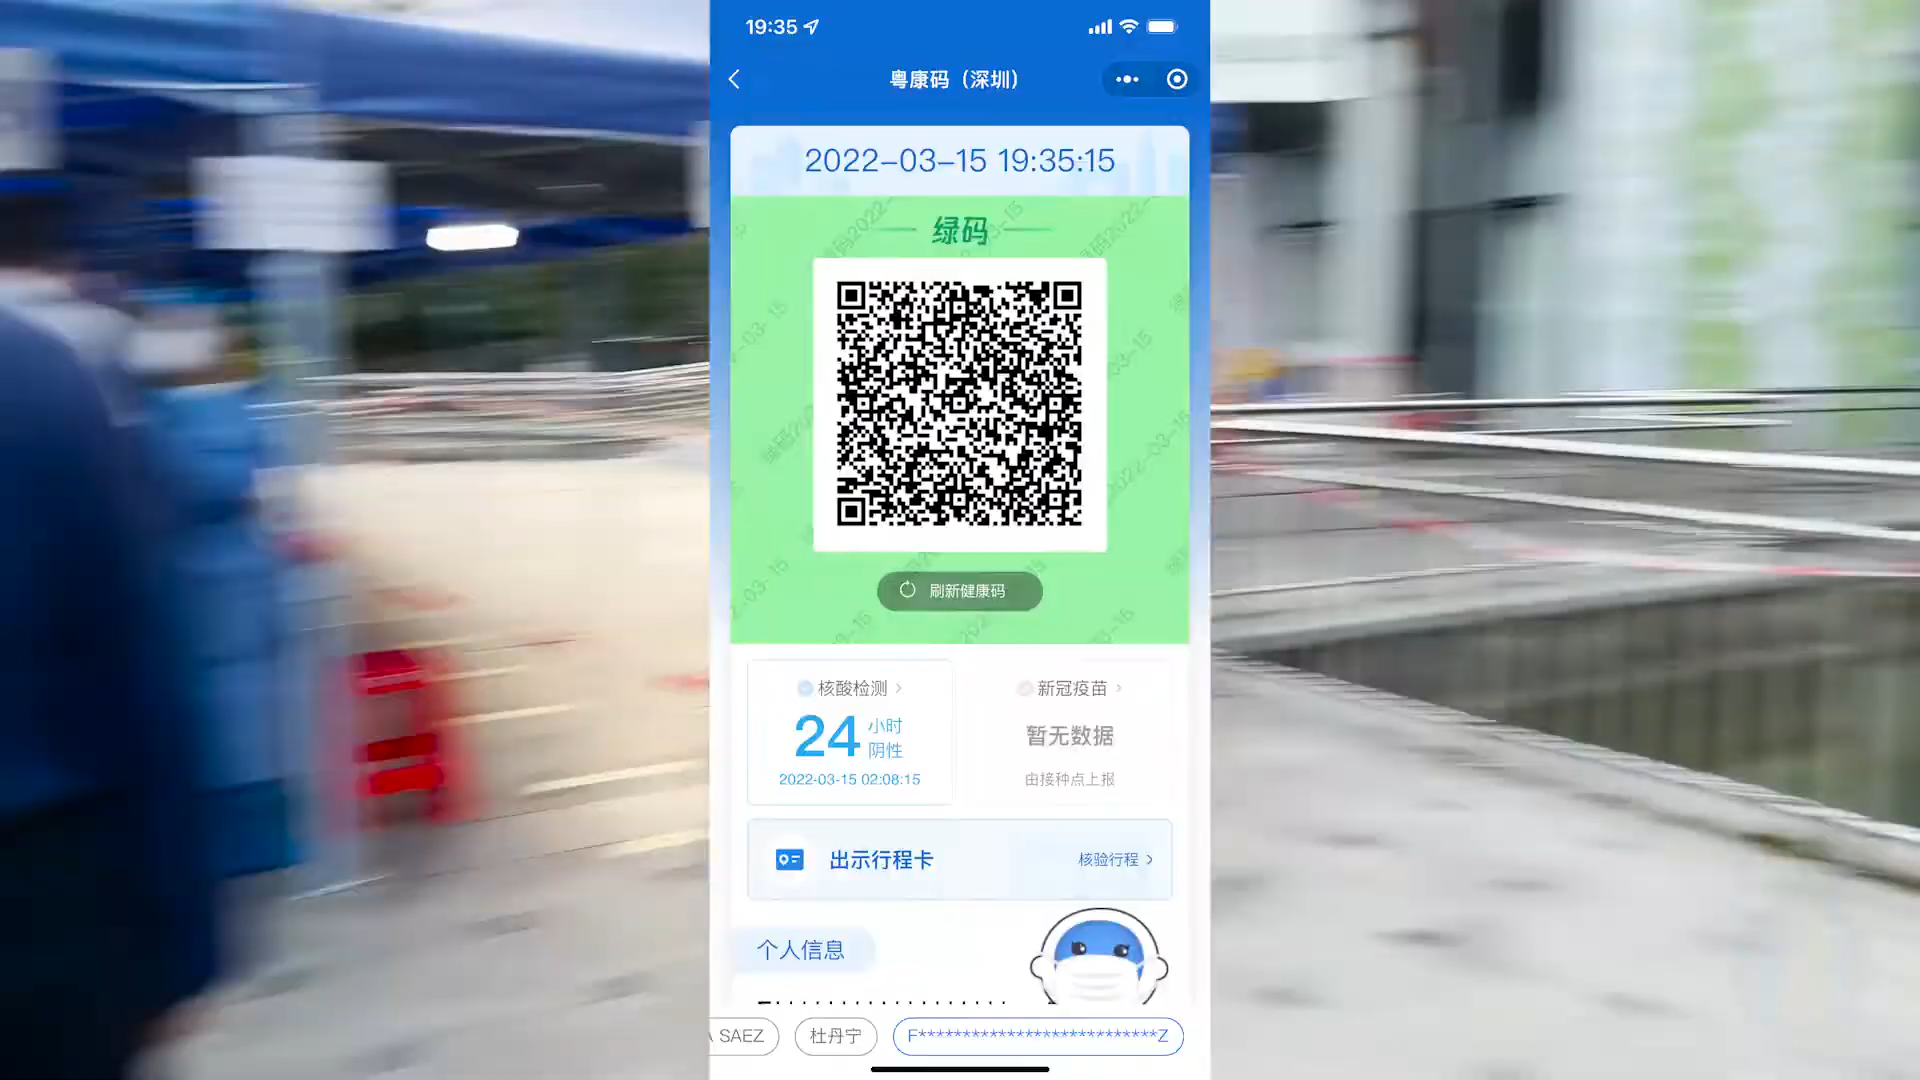 19:35
粤康码（深圳）
2022-03-15 19:35:15
绿码
刷新健康码
核酸检测
24 小时
阴性
2022-03-15 02:08:15
新冠疫苗
暂无数据
由接种点上报
出示行程卡
核验行程
个人信息
SAEZ
杜丹宁
F***************************Z